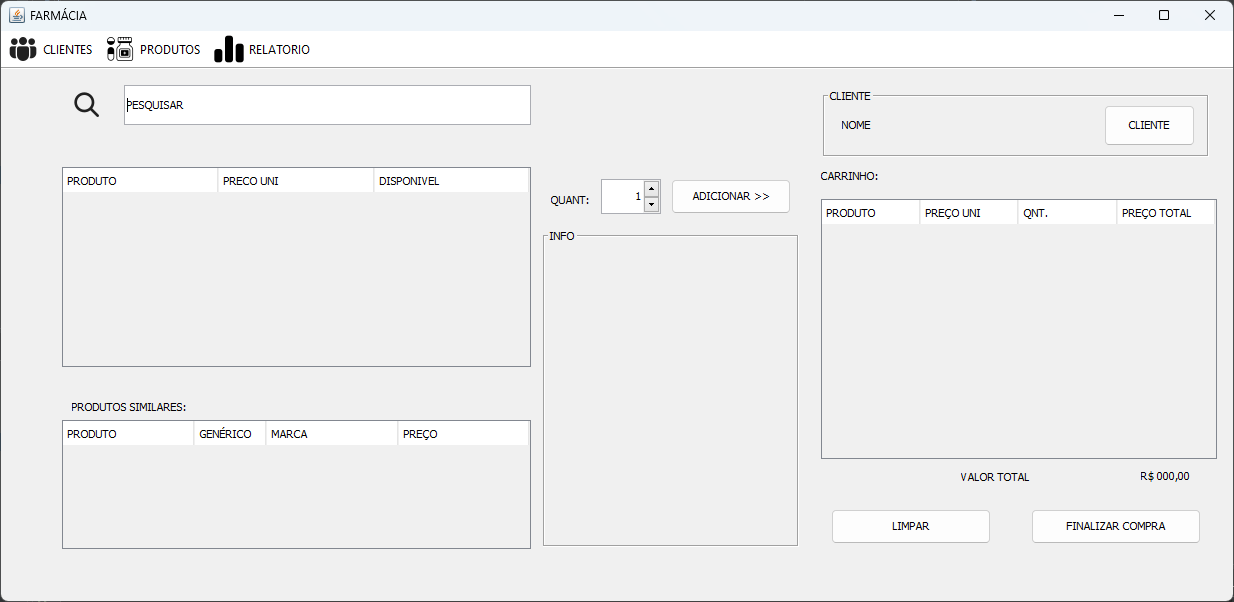 FARMÁCIA
CLIENTES PRODUTOS RELATORIO
PESQUISAR
PRODUTO PRECO UNI DISPONIVEL
PRODUTOS SIMILARES:
PRODUTO GENÉRICO MARCA PREÇO
QUANT: 1 ADICIONAR >>
INFO
CLIENTE
NOME CLIENTE
CARRINHO:
PRODUTO PREÇO UNI QNT. PREÇO TOTAL
VALOR TOTAL R$ 000,00
LIMPAR FINALIZAR COMPRA